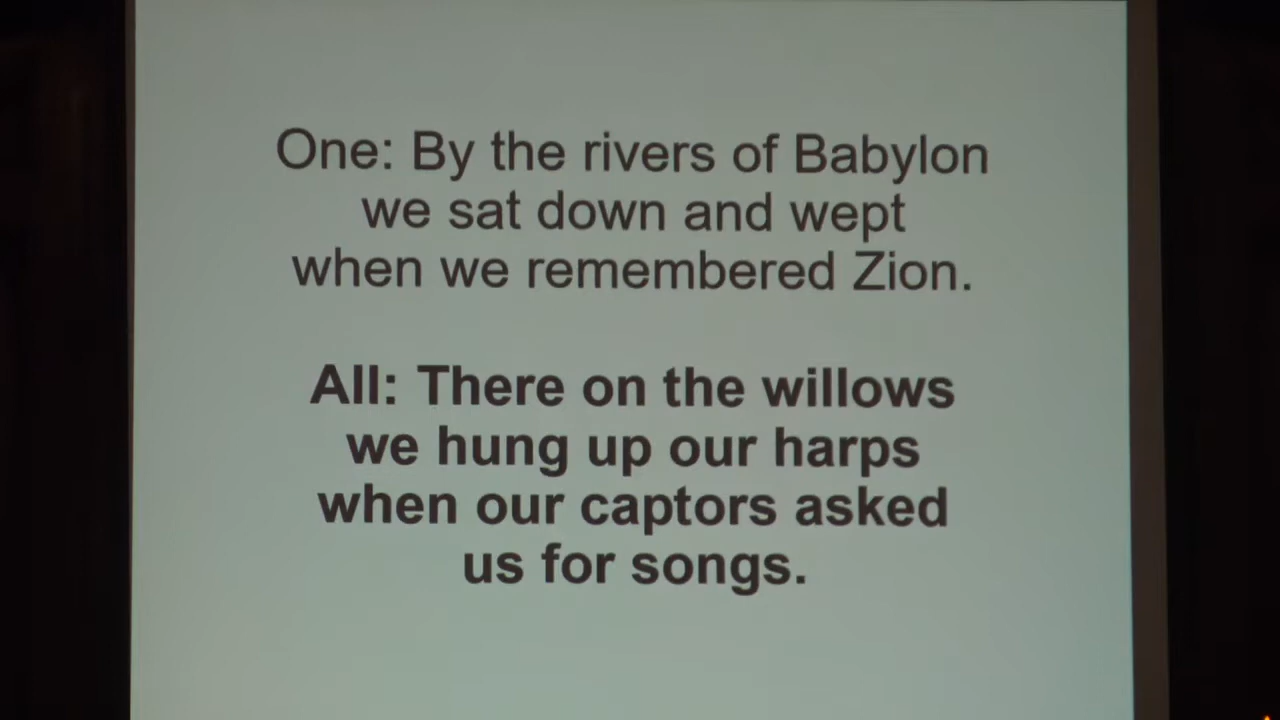 One: By the rivers of Babylon
we sat down and wept
when we remembered Zion.
All: There on the willows
we hung up our harps
when our captors asked
us for songs.